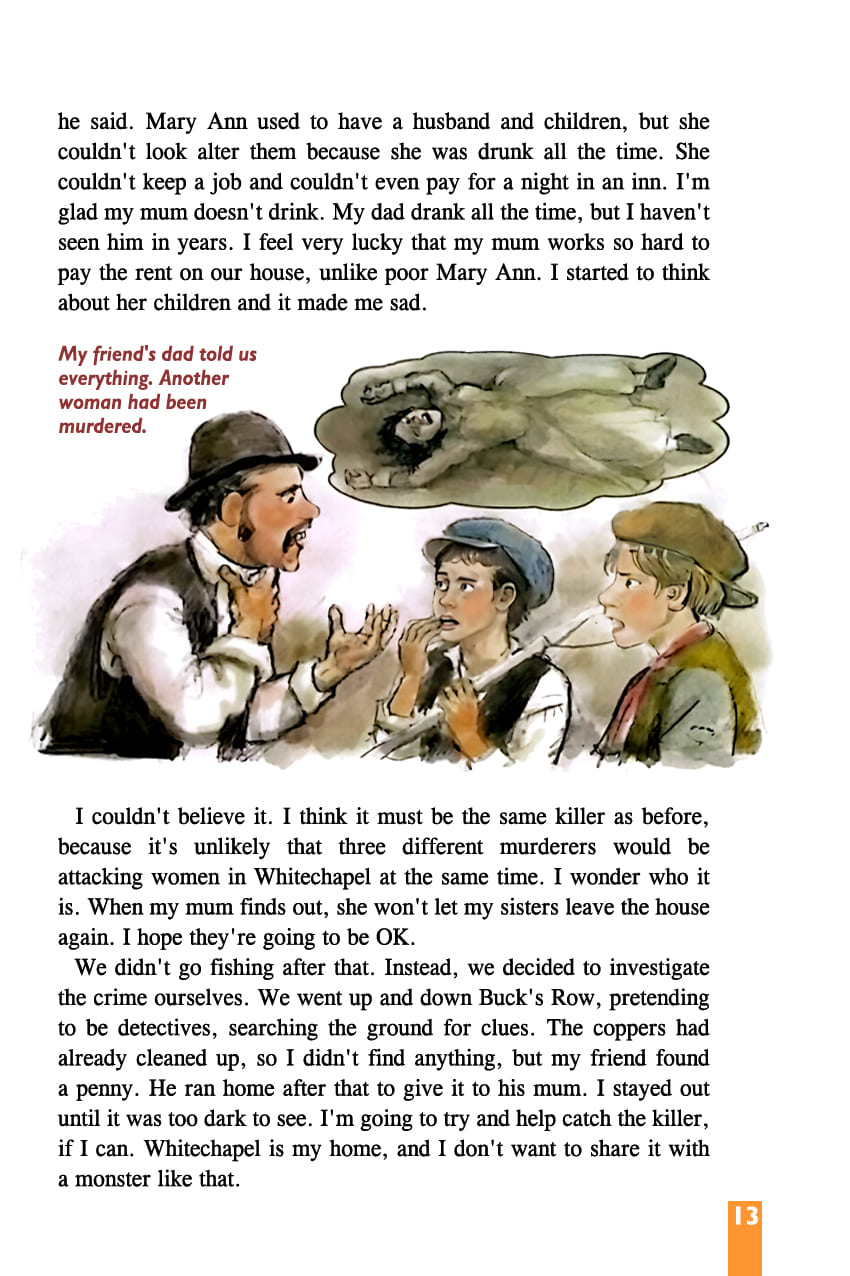 he said. Mary Ann used to have a husband and children, but she
couldn't look alter them because she was drunk all the time. She
couldn't keep a job and couldn't even pay for a night in an inn. I'm
glad my mum doesn't drink. My dad drank all the time, but I haven't
seen him in years. I feel very lucky that my mum works so hard to
pay the rent on our house, unlike poor Mary Ann. I started to think
about her children and it made me sad.
My friend's dad told us
everything. Another
woman had been
murdered.
I couldn't believe it. I think it must be the same killer as before,
because it's unlikely that three different murderers would be
attacking women in Whitechapel at the same time. I wonder who it
is. When my mum finds out, she won't let my sisters leave the house
again. I hope they're going to be OK.
We didn't go fishing after that. Instead, we decided to investigate
the crime ourselves. We went up and down Buck's Row, pretending
to be detectives, searching the ground for clues. The coppers had
already cleaned up, so I didn't find anything, but my friend found
a penny. He ran home after that to give it to his mum. I stayed out
until it was too dark to see. I'm going to try and help catch the killer,
if I can. Whitechapel is my home, and I don't want to share it with
a monster like that.
13